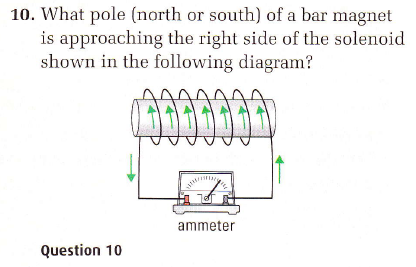 10. What pole (north or south) of a bar magnet
is approaching the right side of the solenoid
shown in the following diagram?
ammeter
Question 10